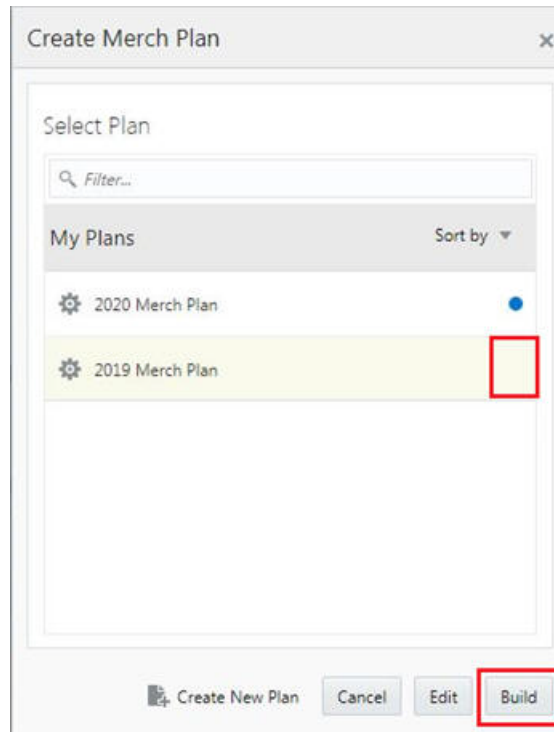 Create Merch Plan
Select Plan
Filter...
My Plans Sort by
2020 Merch Plan
2019 Merch Plan
Create New Plan Cancel Edit Build